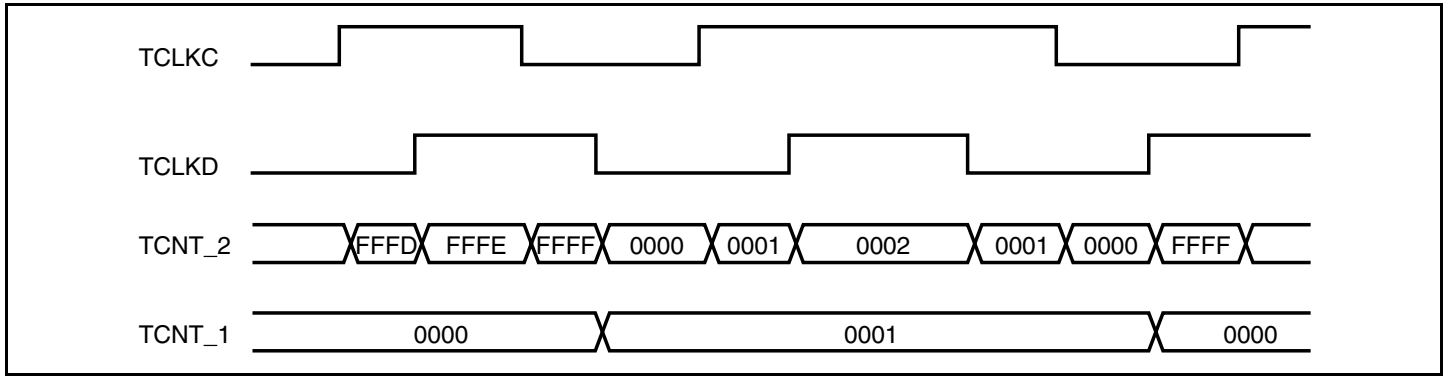 TCLKC
TCLKD
TCNT_2 FFFD FFFE FFFF 0000 0001 0002 0001 0000 FFFF
TCNT_1 0000 0001 0000